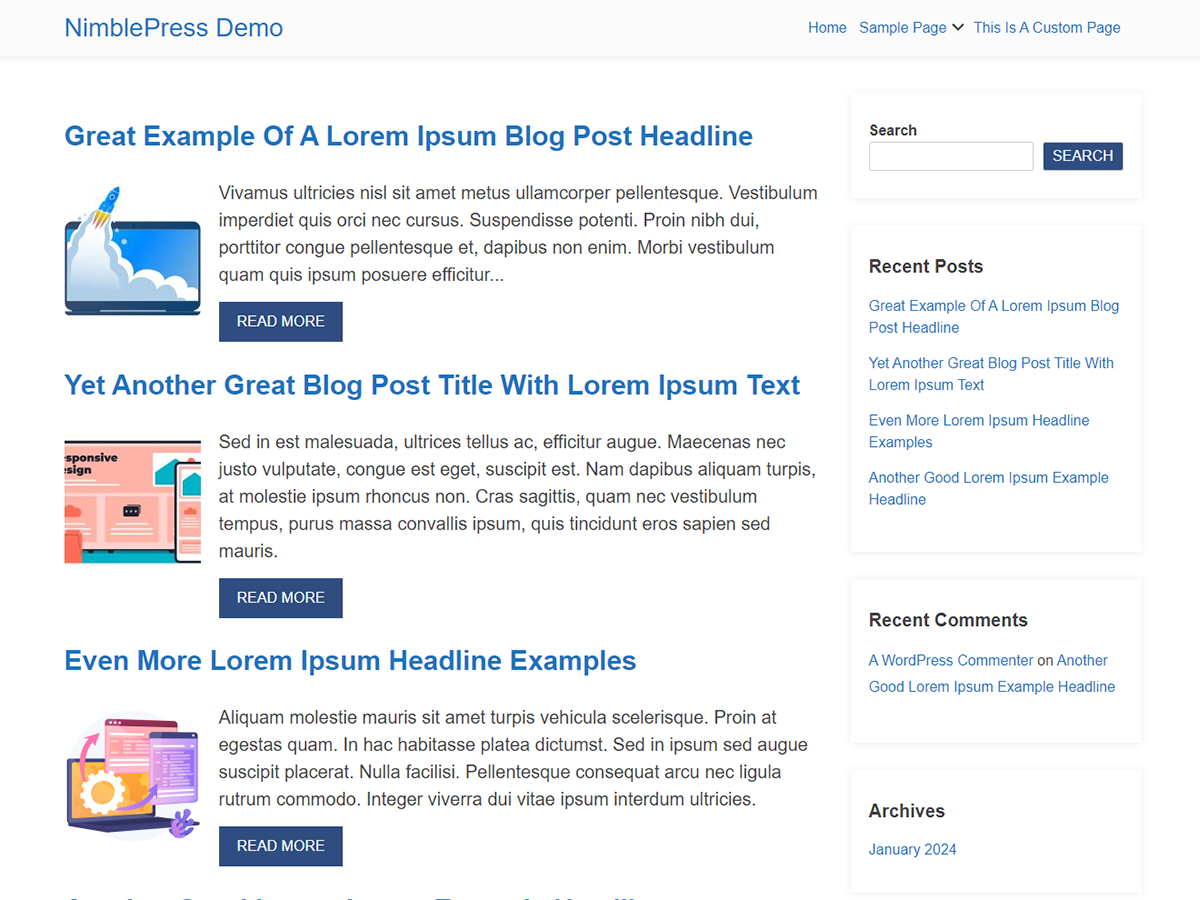 NimblePress Demo
Home Sample Page This Is A Custom Page
Great Example Of A Lorem Ipsum Blog Post Headline
Vivamus ultricies nisl sit amet metus ullamcorper pellentesque. Vestibulum
imperdiet quis orci nec cursus. Suspendisse potenti. Proin nibh dui,
porttitor congue pellentesque et, dapibus non enim. Morbi vestibulum
quam quis ipsum posuere efficitur...
READ MORE
Yet Another Great Blog Post Title With Lorem Ipsum Text
sponsive
sign
Sed in est malesuada, ultrices tellus ac, efficitur augue. Maecenas nec
justo vulputate, congue est eget, suscipit est. Nam dapibus aliquam turpis,
at molestie ipsum rhoncus non. Cras sagittis, quam nec vestibulum
tempus, purus massa convallis ipsum, quis tincidunt eros sapien sed
mauris.
READ MORE
Even More Lorem Ipsum Headline Examples
Aliquam molestie mauris sit amet turpis vehicula scelerisque. Proin at
egestas quam. In hac habitasse platea dictumst. Sed in ipsum sed augue
suscipit placerat. Nulla facilisi. Pellentesque consequat arcu nec ligula
rutrum commodo. Integer viverra dui vitae ipsum interdum ultricies.
READ MORE
Search
SEARCH
Recent Posts
Great Example Of A Lorem Ipsum Blog
Post Headline
Yet Another Great Blog Post Title With
Lorem Ipsum Text
Even More Lorem Ipsum Headline
Examples
Another Good Lorem Ipsum Example
Headline
Recent Comments
A WordPress Commenter on Another
Good Lorem Ipsum Example Headline
Archives
January 2024